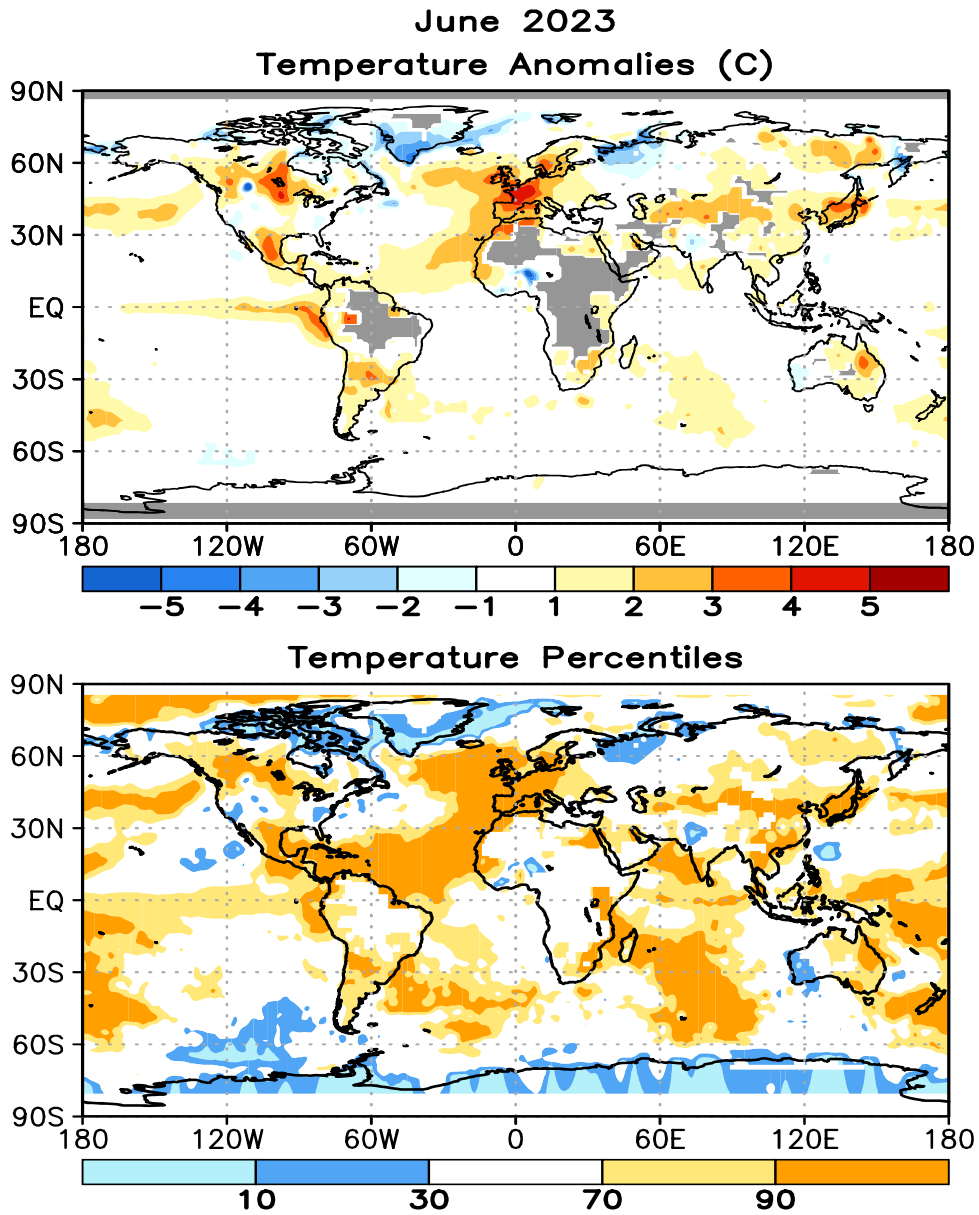 June 2023
Temperature Anomalies (C)
90N
60N
30N
EQ
30S
60S
90S
180 120W 60W 0 60E 120E 180
−5 −4 −3 −2 −1 1 2 3 4 5
Temperature Percentiles
90N
60N
30N
EQ
30S
60S
90S
180 120W 60W 0 60E 120E 180
10 30 70 90